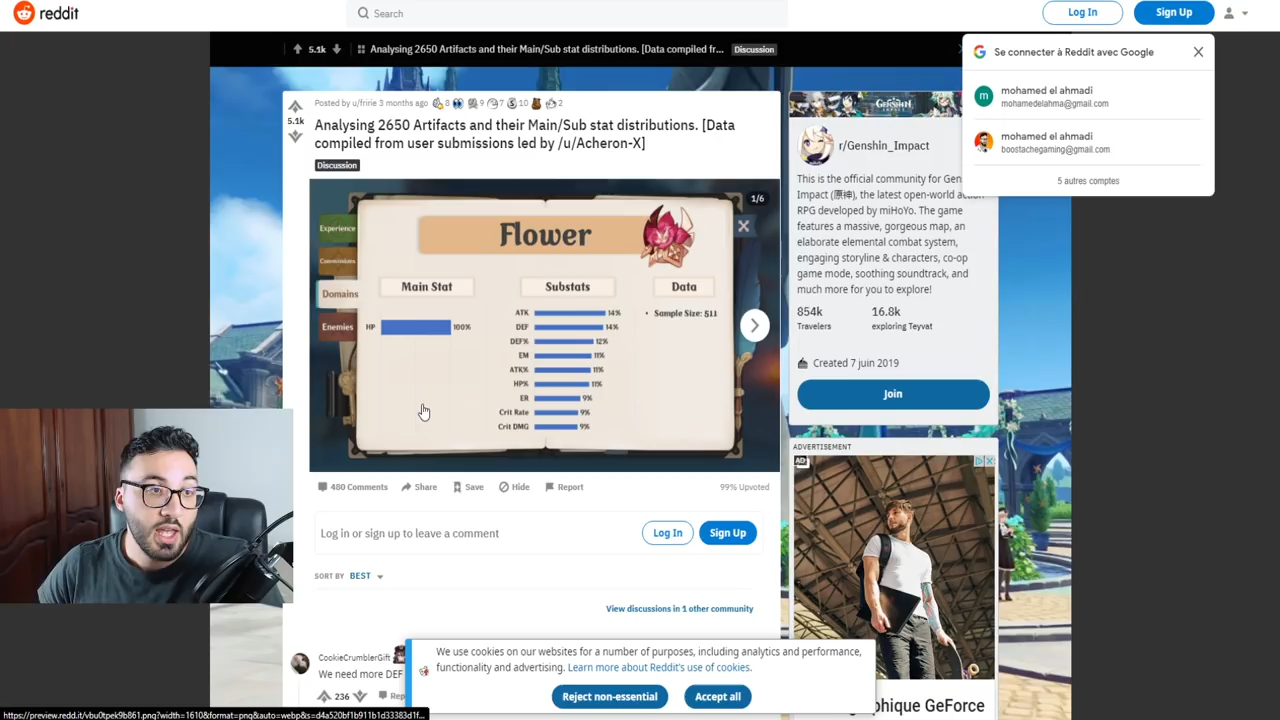 reddit
Search
Log In
Sign Up
5.1k
Analysing 2650 Artifacts and their Main/Sub stat distributions. [Data compiled fr...
Discussion
Se connecter à Reddit avec Google
m
mohamed el ahmadi
mohamedelahma@gmail.com
mohamed el ahmadi
boostachegaming@gmail.com
5 autres comptes
Posted by u/fririe 3 months ago
8
9
7
10
2
5.1k
Analysing 2650 Artifacts and their Main/Sub stat distributions. [Data
compiled from user submissions led by /u/Acheron-X]
Discussion
1/6
Experience
Commissions
Domains
Enemies
Flower
Main Stat
Substats
Data
HP 100%
ATK 14%
DEF 14%
DEF% 12%
EM 11%
ATK% 11%
HP% 11%
ER 9%
Crit Rate 9%
Crit DMG 9%
• Sample Size: 511
480 Comments
Share
Save
Hide
Report
99% Upvoted
Log in or sign up to leave a comment
Log In
Sign Up
SORT BY BEST
View discussions in 1 other community
CookieCrumblerGift
We need more DEF
236
Rep
GENSHIN
r/Genshin_Impact
This is the official community for Gens
Impact (原神), the latest open-world action
RPG developed by miHoYo. The game
features a massive, gorgeous map, an
elaborate elemental combat system,
engaging storyline & characters, co-op
game mode, soothing soundtrack, and
much more for you to explore!
854k
Travelers
16.8k
exploring Teyvat
Created 7 juin 2019
Join
ADVERTISEMENT
AD
aphique GeForce
We use cookies on our websites for a number of purposes, including analytics and performance,
functionality and advertising. Learn more about Reddit's use of cookies.
Reject non-essential
Accept all